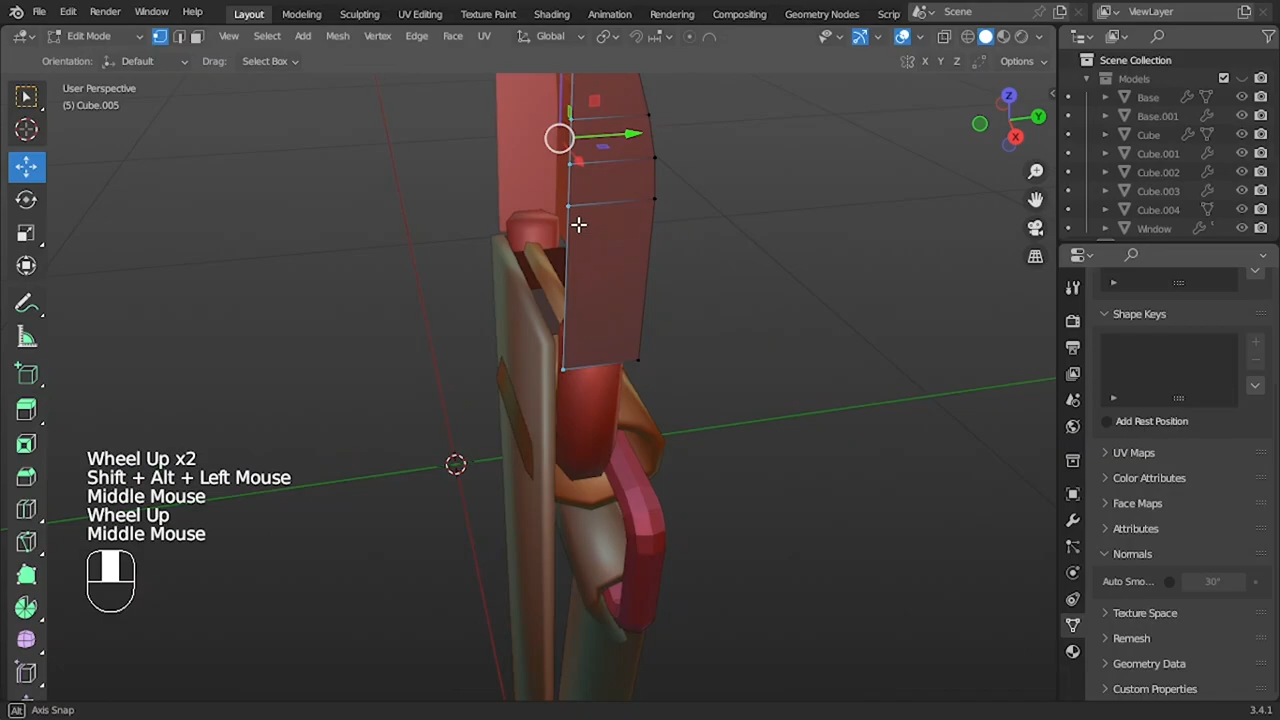 File Edit Render Window Help Layout Modeling Sculpting UV Editing Texture Paint Shading Animation Rendering Compositing Geometry Nodes Scrip Scene ViewLayer
Edit Mode View Select Add Mesh Vertex Edge Face UV Global
Orientation: Default Drag: Select Box X Y Z Options
User Perspective
(5) Cube.005
Z
Y
X
Wheel Up x2
Shift + Alt + Left Mouse
Middle Mouse
Wheel Up
Middle Mouse
Scene Collection
Models
Base
Base.001
Cube
Cube.001
Cube.002
Cube.003
Cube.004
Window
Shape Keys
Add Rest Position
UV Maps
Color Attributes
Face Maps
Attributes
Normals
Auto Smo... 30°
Texture Space
Remesh
Geometry Data
Custom Properties
Alt Axis Snap 3.4.1